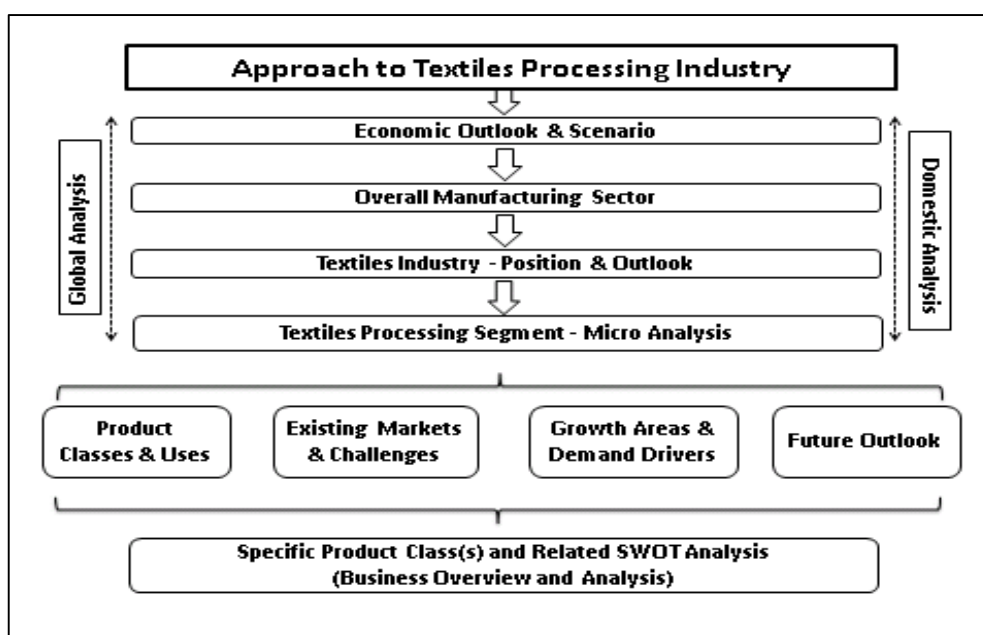 Approach to Textiles Processing Industry
Economic Outlook & Scenario
Overall Manufacturing Sector
Textiles Industry - Position & Outlook
Textiles Processing Segment - Micro Analysis
Global Analysis
Domestic Analysis
Product
Classes & Uses
Existing Markets
& Challenges
Growth Areas &
Demand Drivers
Future Outlook
Specific Product Class(s) and Related SWOT Analysis
(Business Overview and Analysis)